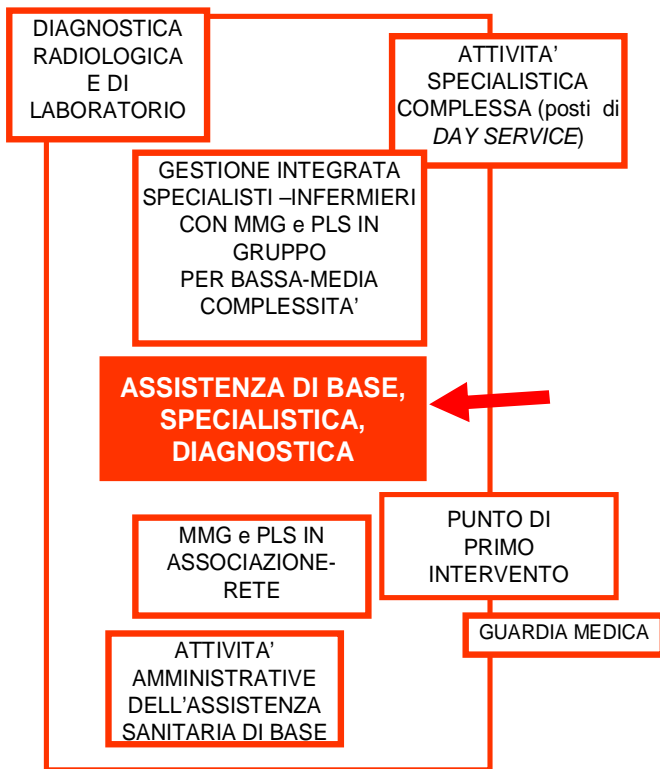 DIAGNOSTICA
RADIOLOGICA
E DI
LABORATORIO
ATTIVITA’
SPECIALISTICA
COMPLESSA (posti di
DAY SERVICE)
GESTIONE INTEGRATA
SPECIALISTI –INFERMIERI
CON MMG e PLS IN
GRUPPO
PER BASSA-MEDIA
COMPLESSITA’
ASSISTENZA DI BASE,
SPECIALISTICA,
DIAGNOSTICA
MMG e PLS IN
ASSOCIAZIONE-
RETE
PUNTO DI
PRIMO
INTERVENTO
GUARDIA MEDICA
ATTIVITA’
AMMINISTRATIVE
DELL’ASSISTENZA
SANITARIA DI BASE